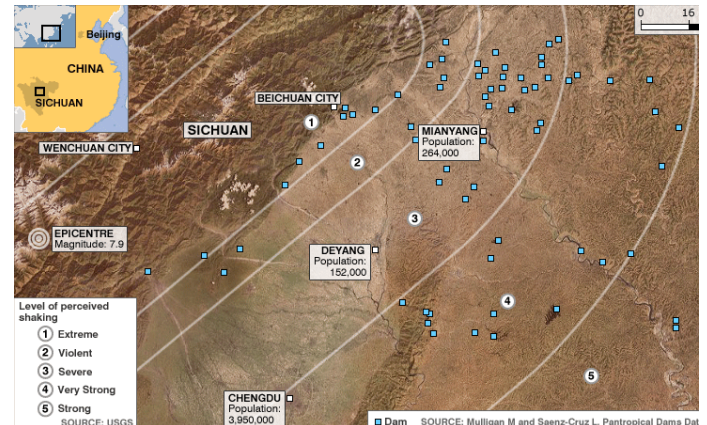 0 16
Beijing
CHINA
SICHUAN
BEICHUAN CITY
1
SICHUAN
MIANYANG
Population:
264,000
WENCHUAN CITY
2
3
EPICENTRE
Magnitude: 7.9
DEYANG
Population:
152,000
4
Level of perceived
shaking
1 Extreme
2 Violent
3 Severe
4 Very Strong
5 Strong
SOURCE: USGS
5
CHENGDU
Population:
3,950,000
Dam SOURCE: Mulligan M and Saenz-Cruz L, Pantropical Dams Dat